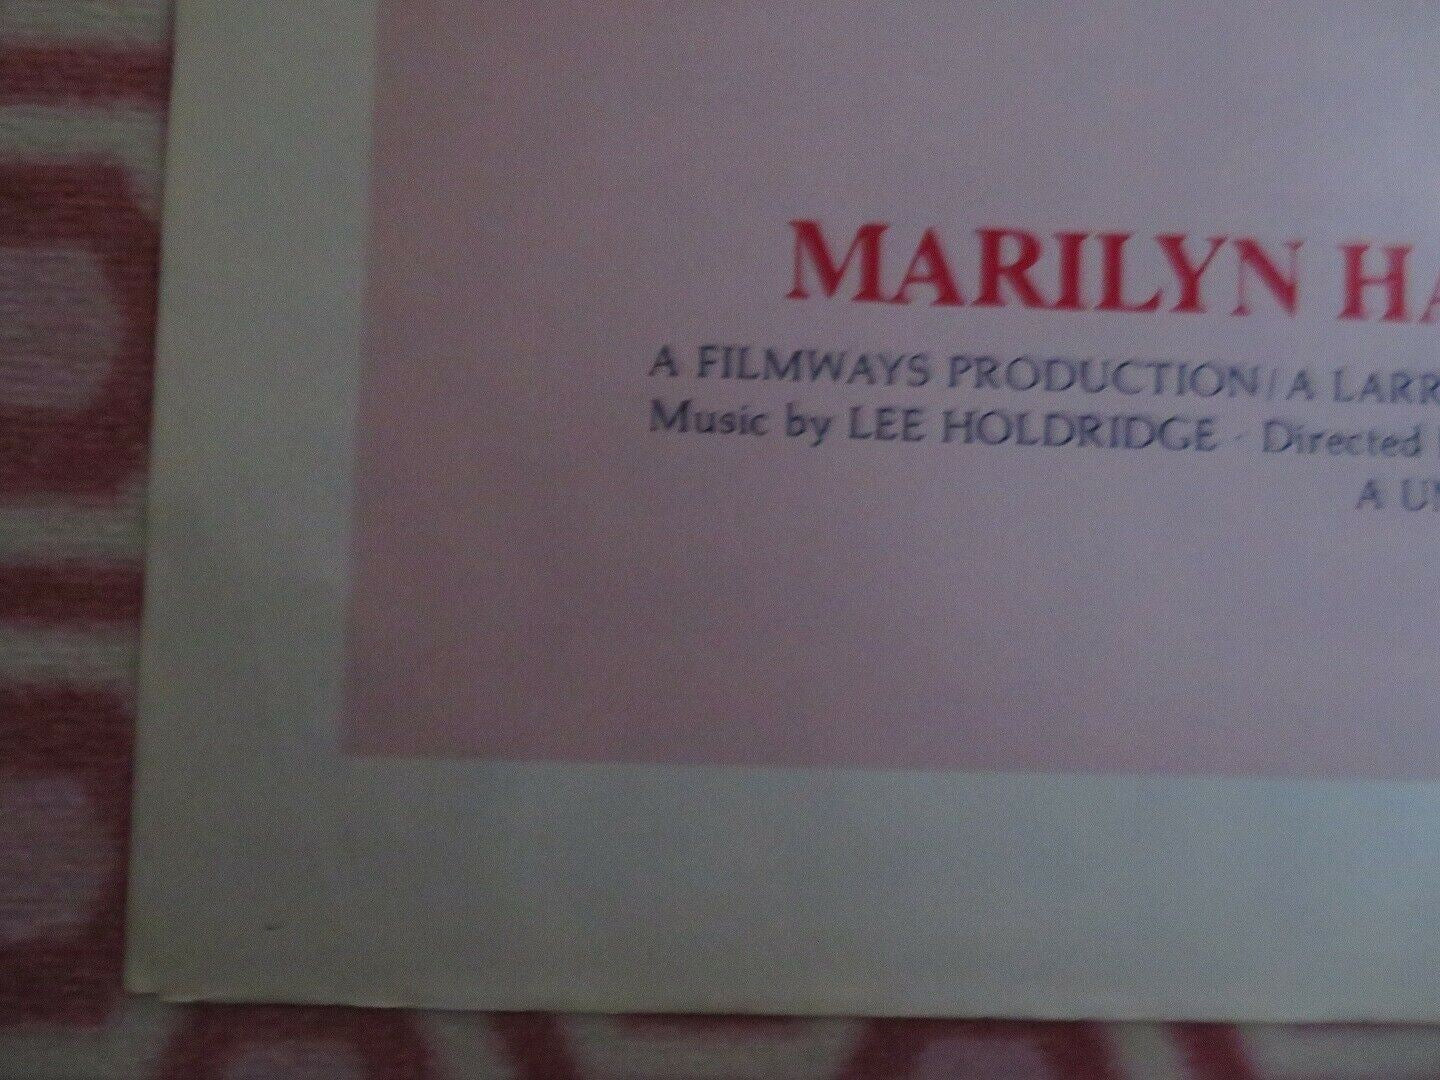 MARILYN HA
A FILMWAYS PRODUCTION/A LARR
Music by LEE HOLDRIDGE · Directed
A UN